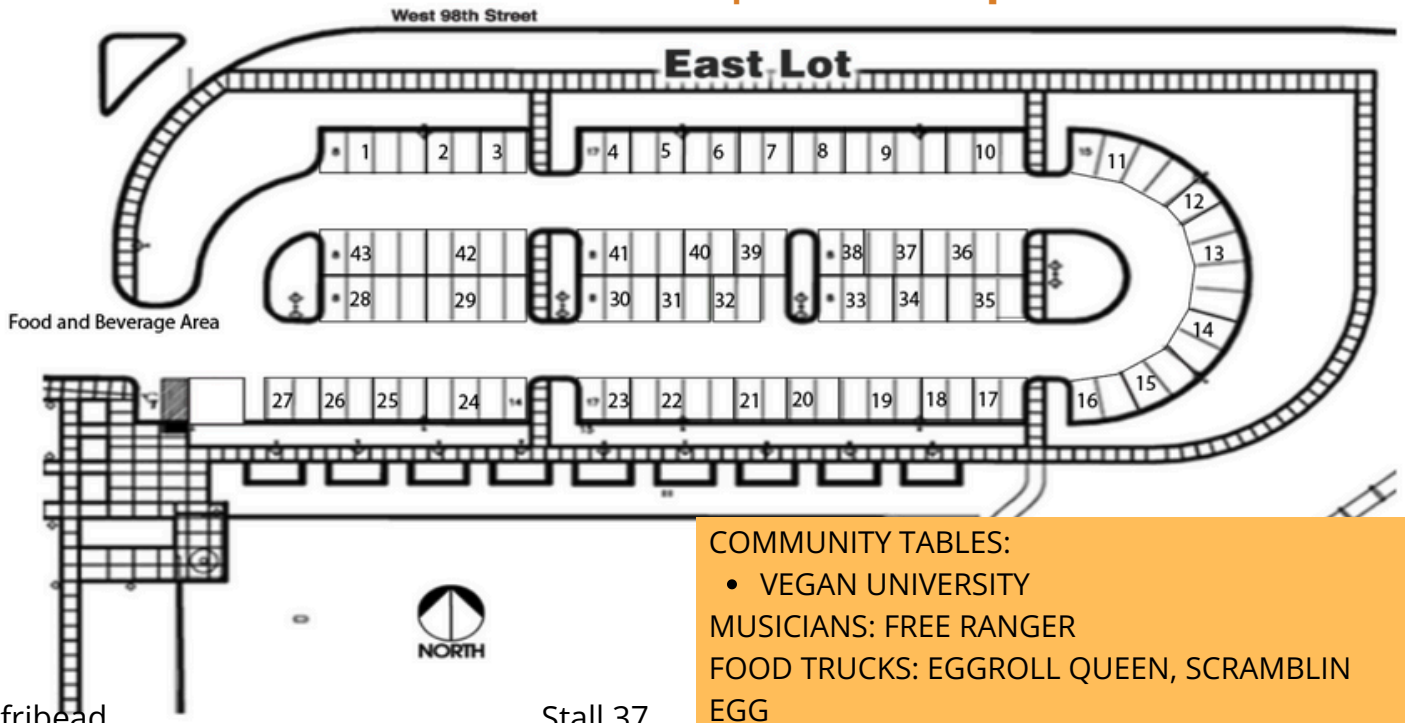 West 98th Street
East Lot
1 2 3 4 5 6 7 8 9 10 11
12
13
43 42 41 40 39 38 37 36
28 29 30 31 32 33 34 35
14
Food and Beverage Area
15
27 26 25 24 14 17 23 22 21 20 19 18 17 16
NORTH
COMMUNITY TABLES:
• VEGAN UNIVERSITY
MUSICIANS: FREE RANGER
FOOD TRUCKS: EGGROLL QUEEN, SCRAMBLIN
EGG
fribead Stall 37